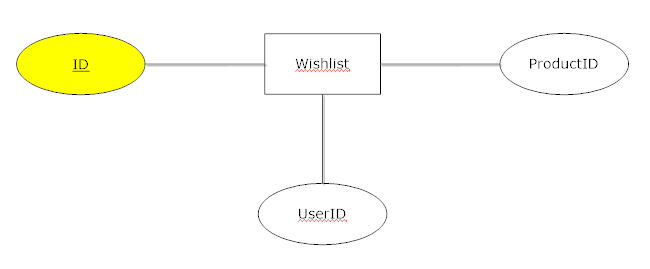 ID
Wishlist
ProductID
UserID